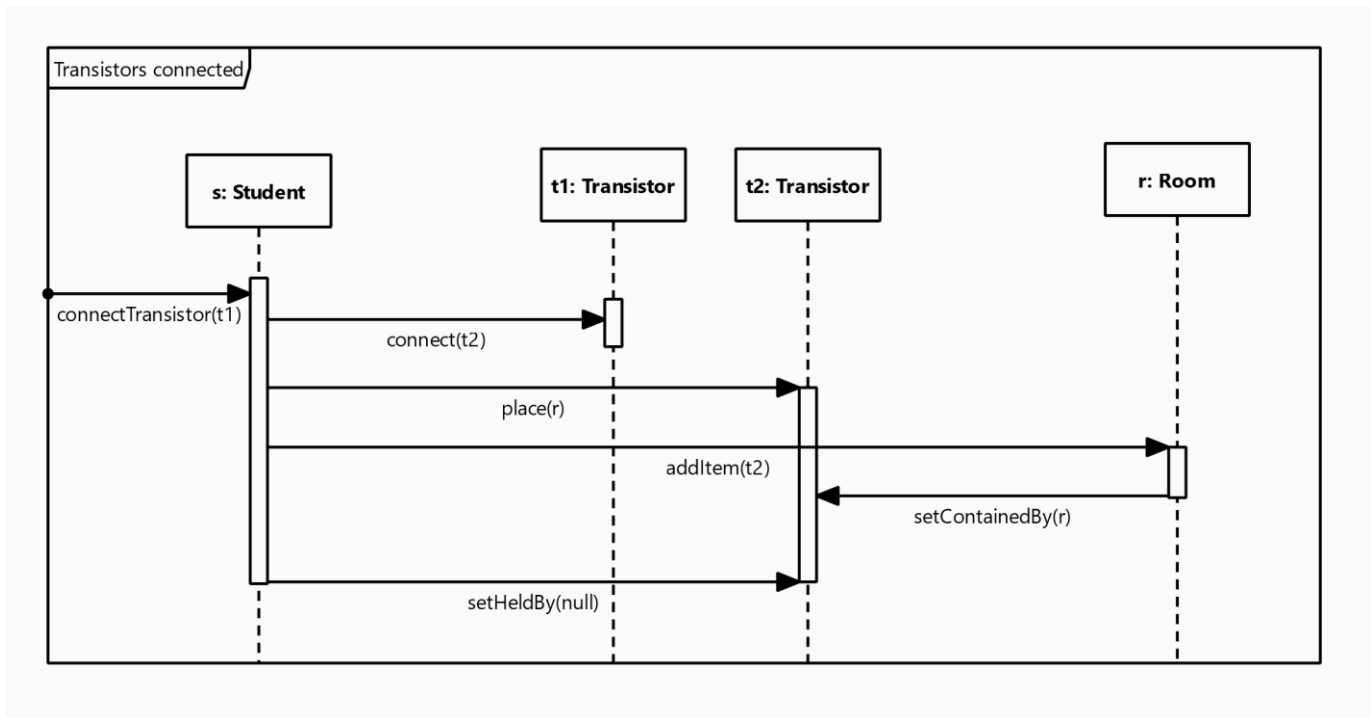 Transistors connected
s: Student
t1: Transistor
t2: Transistor
r: Room
connectTransistor(t1)
connect(t2)
place(r)
addItem(t2)
setContainedBy(r)
setHeldBy(null)